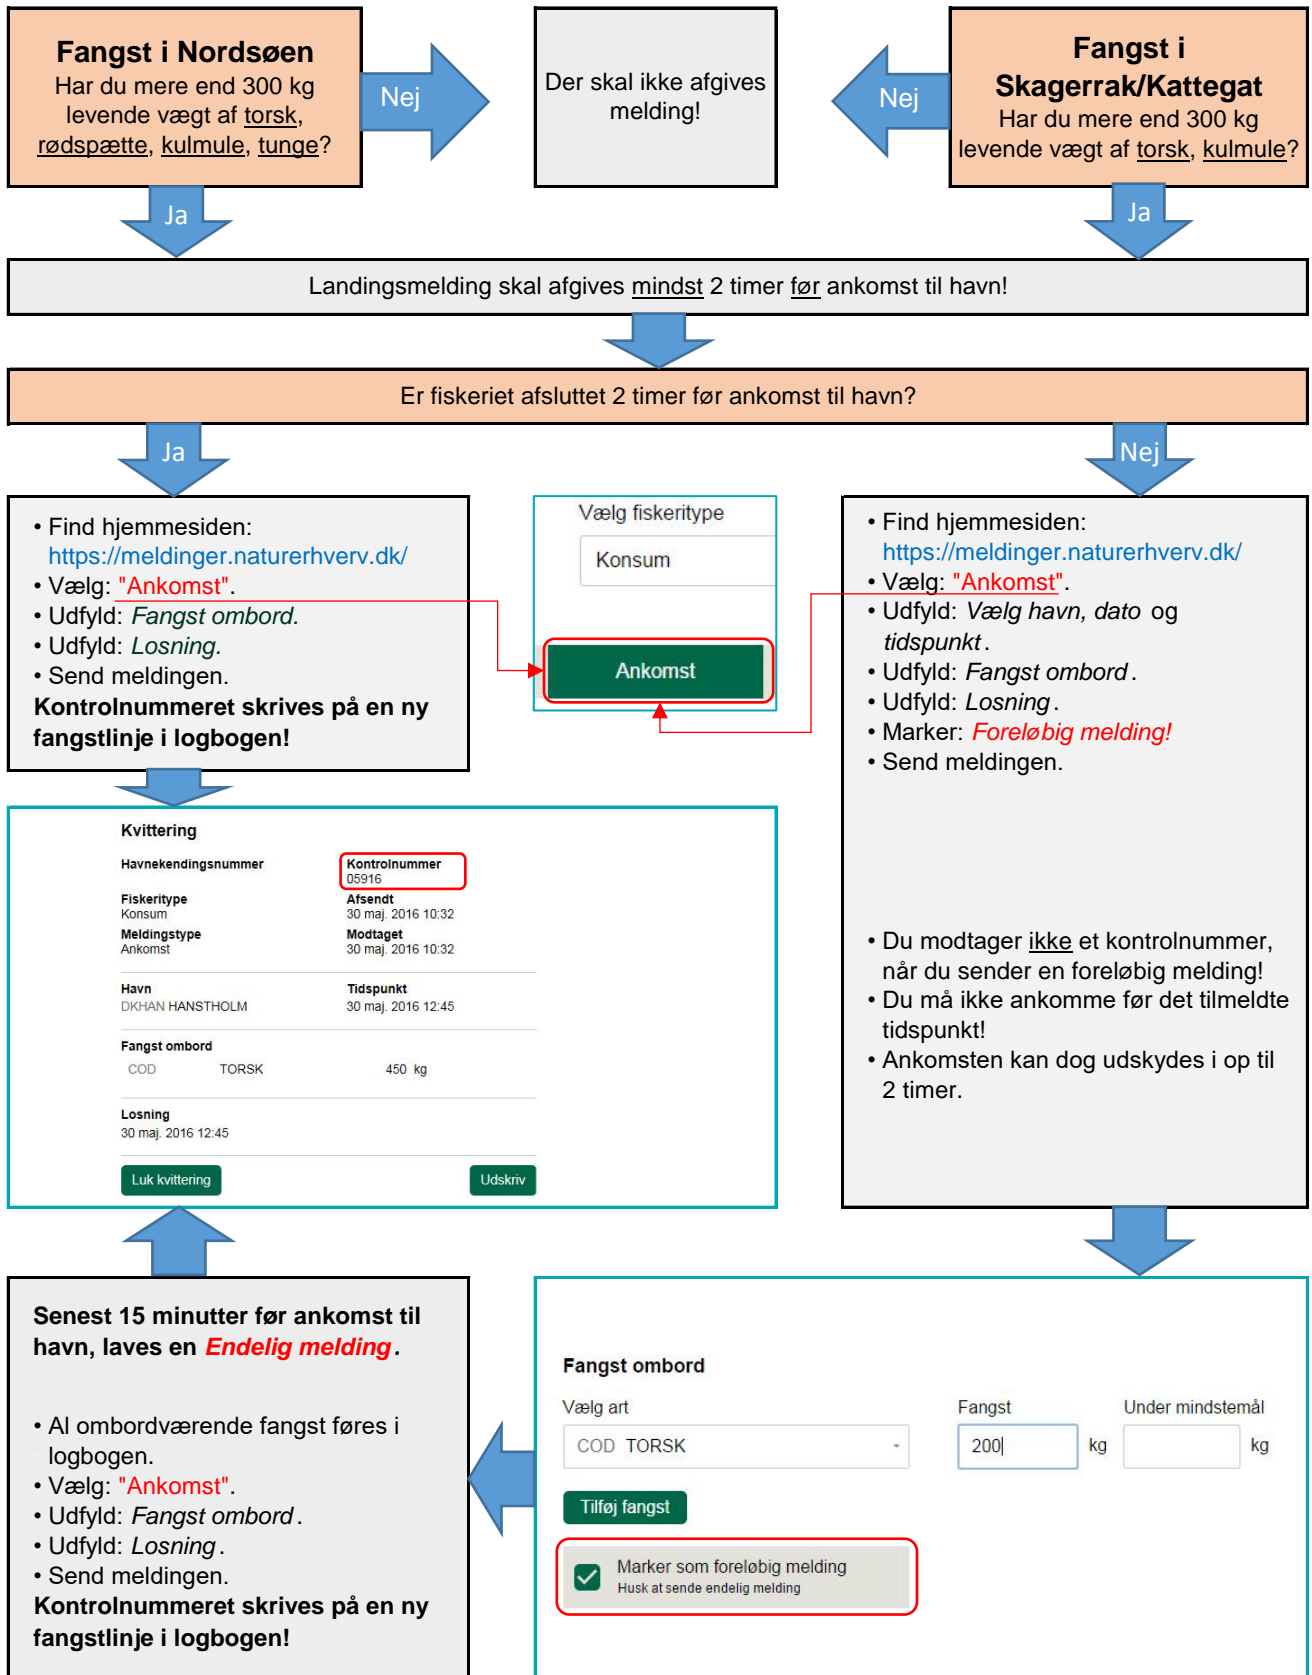 Fangst i Nordsøen
Har du mere end 300 kg
levende vægt af torsk,
rødspætte, kulmule, tunge?
Nej
Der skal ikke afgives
melding!
Nej
Fangst i
Skagerrak/Kattegat
Har du mere end 300 kg
levende vægt af torsk, kulmule?
Ja
Ja
Landingsmelding skal afgives mindst 2 timer før ankomst til havn!
Er fiskeriet afsluttet 2 timer før ankomst til havn?
Ja
Nej
• Find hjemmesiden:
https://meldinger.naturerhverv.dk/
• Vælg: "Ankomst".
• Udfyld: Fangst ombord.
• Udfyld: Losning.
• Send meldingen.
Kontrolnummeret skrives på en ny
fangstlinje i logbogen!
Vælg fiskeritype
Konsum
Ankomst
• Find hjemmesiden:
https://meldinger.naturerhverv.dk/
• Vælg: "Ankomst".
• Udfyld: Vælg havn, dato og
tidspunkt.
• Udfyld: Fangst ombord.
• Udfyld: Losning.
• Marker: Foreløbig melding!
• Send meldingen.
• Du modtager ikke et kontrolnummer,
når du sender en foreløbig melding!
• Du må ikke ankomme før det tilmeldte
tidspunkt!
• Ankomsten kan dog udskydes i op til
2 timer.
Kvittering
Havnekendingsnummer Kontrolnummer
05916
Fiskeritype Afsendt
Konsum 30 maj. 2016 10:32
Meldingstype Modtaget
Ankomst 30 maj. 2016 10:32
Havn Tidspunkt
DKHAN HANSTHOLM 30 maj. 2016 12:45
Fangst ombord
COD TORSK 450 kg
Losning
30 maj. 2016 12:45
Luk kvittering Udskriv
Senest 15 minutter før ankomst til
havn, laves en Endelig melding.
• Al ombordværende fangst føres i
logbogen.
• Vælg: "Ankomst".
• Udfyld: Fangst ombord.
• Udfyld: Losning.
• Send meldingen.
Kontrolnummeret skrives på en ny
fangstlinje i logbogen!
Fangst ombord
Vælg art Fangst Under mindstemål
COD TORSK 200 kg kg
Tilføj fangst
Marker som foreløbig melding
Husk at sende endelig melding